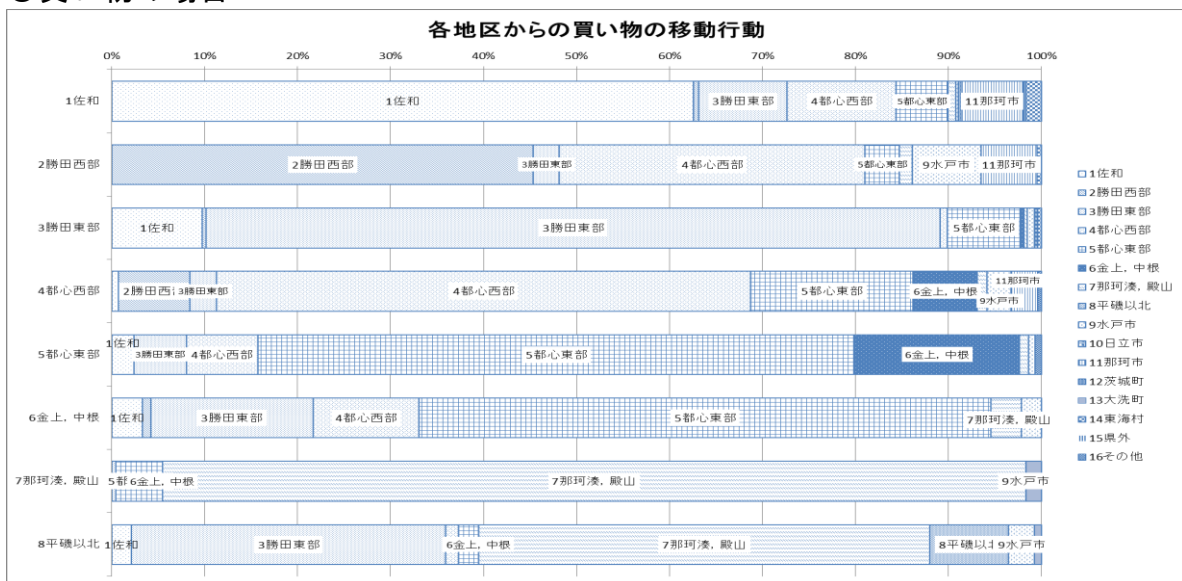 各地区からの買い物の移動行動
0% 10% 20% 30% 40% 50% 60% 70% 80% 90% 100%
1佐和 1佐和 3勝田東部 4都心西部 5都心東部 11那珂市
2勝田西部 2勝田西部 3勝田東部 4都心西部 5都心東部 9水戸市 11那珂市
3勝田東部 1佐和 3勝田東部 5都心東部
4都心西部 2勝田西 3勝田東部 4都心西部 5都心東部 6金上，中根 9水戸市 11那珂市
5都心東部 1佐和 3勝田東部 4都心西部 5都心東部 6金上，中根
6金上，中根 1佐和 3勝田東部 4都心西部 5都心東部 7那珂湊，殿山
7那珂湊，殿山 5都 6金上，中根 7那珂湊，殿山 9水戸市
8平磯以北 1佐和 3勝田東部 6金上，中根 7那珂湊，殿山 8平磯以 9水戸市
1佐和
2勝田西部
3勝田東部
4都心西部
5都心東部
6金上，中根
7那珂湊，殿山
8平磯以北
9水戸市
10日立市
11那珂市
12茨城町
13大洗町
14東海村
15県外
16その他